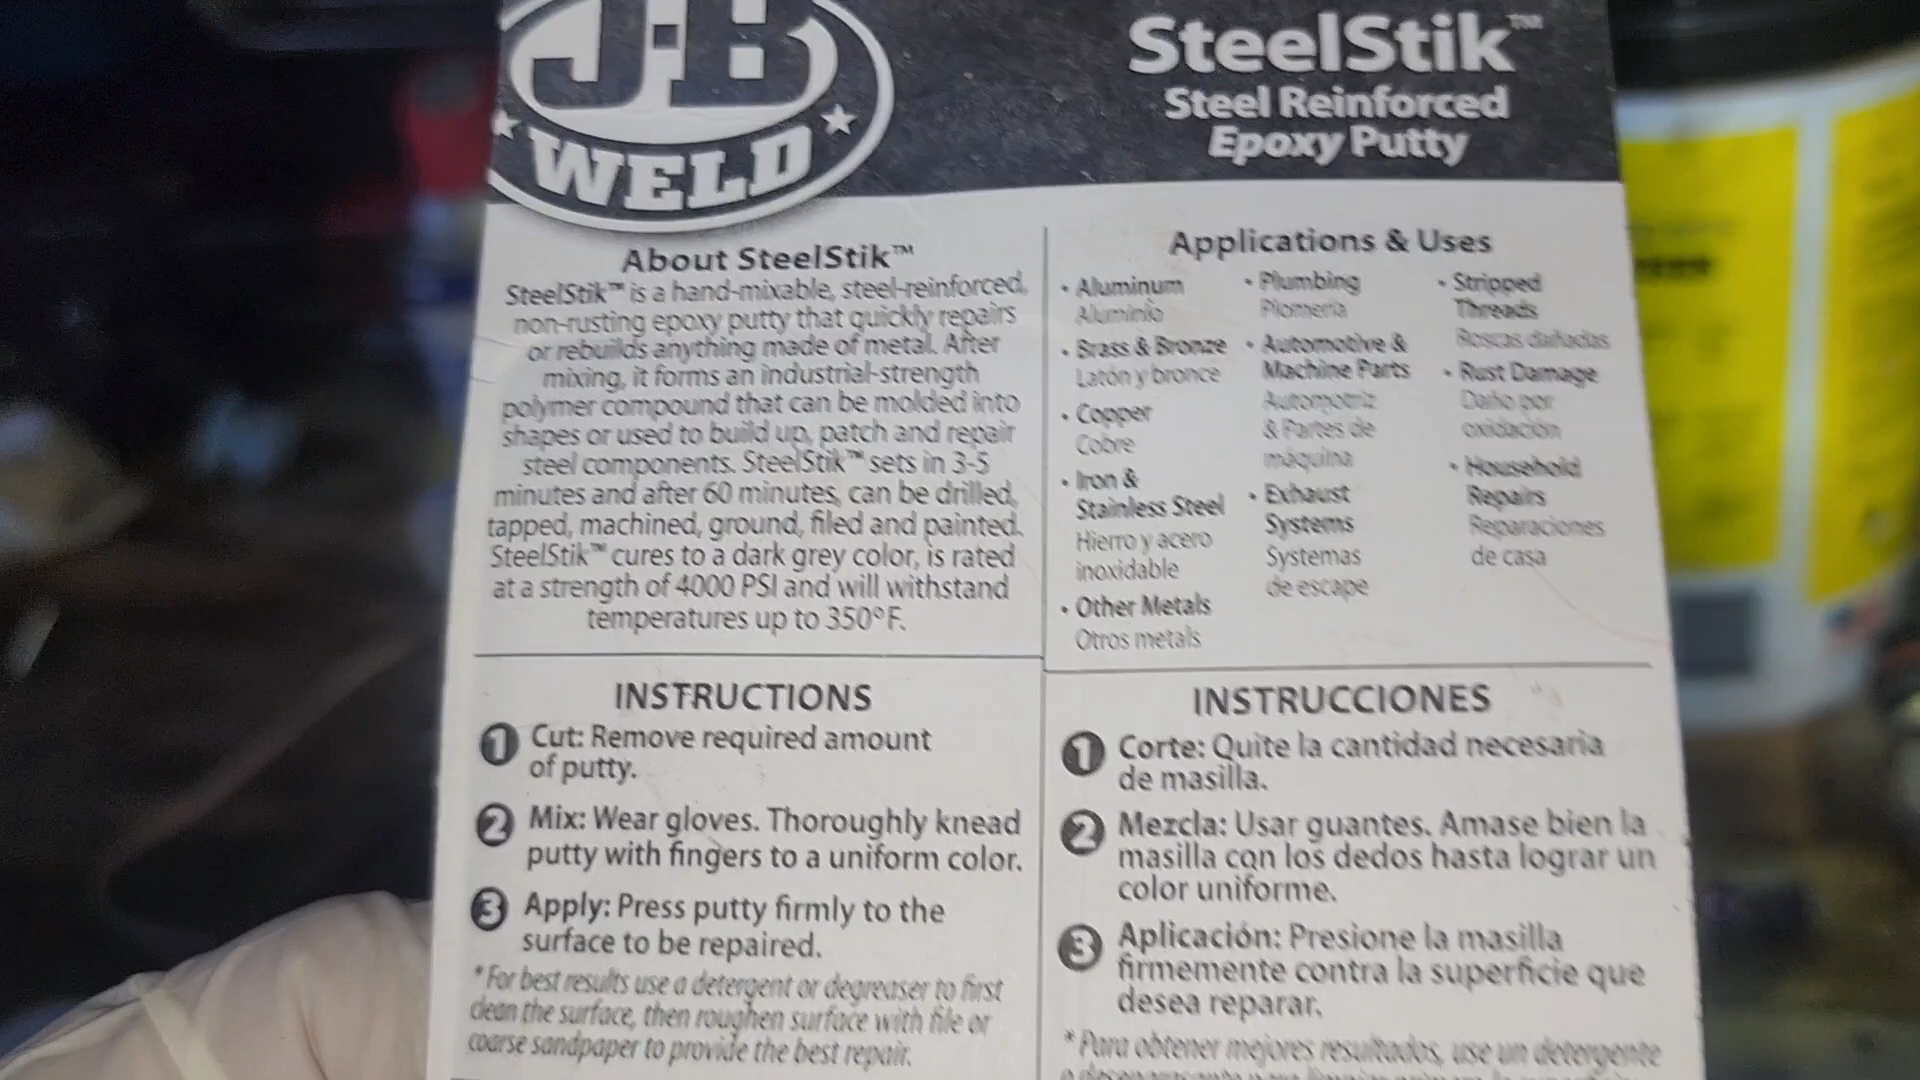 J-B
WELD
SteelStik™
Steel Reinforced
Epoxy Putty
About SteelStik™
SteelStik™ is a hand-mixable, steel-reinforced,
non-rusting epoxy putty that quickly repairs
or rebuilds anything made of metal. After
mixing, it forms an industrial-strength
polymer compound that can be molded into
shapes or used to build up, patch and repair
steel components. SteelStik™ sets in 3-5
minutes and after 60 minutes, can be drilled,
tapped, machined, ground, filed and painted.
SteelStik™ cures to a dark grey color, is rated
at a strength of 4000 PSI and will withstand
temperatures up to 350°F.
Applications & Uses
• Aluminum
Aluminio
• Brass & Bronze
Latón y bronce
• Copper
Cobre
• Iron &
Stainless Steel
Hierro y acero
inoxidable
• Other Metals
Otros metals
• Plumbing
Plomería
• Automotive &
Machine Parts
Automotriz
& Partes de
máquina
• Exhaust
Systems
Systemas
de escape
• Stripped
Threads
Roscas dañadas
• Rust Damage
Daño por
oxidación
• Household
Repairs
Reparaciones
de casa
INSTRUCTIONS
1 Cut: Remove required amount
of putty.
2 Mix: Wear gloves. Thoroughly knead
putty with fingers to a uniform color.
3 Apply: Press putty firmly to the
surface to be repaired.
* For best results use a detergent or degreaser to first
clean the surface, then roughen surface with file or
coarse sandpaper to provide the best repair.
INSTRUCCIONES
1 Corte: Quite la cantidad necesaria
de masilla.
2 Mezcla: Usar guantes. Amase bien la
masilla con los dedos hasta lograr un
color uniforme.
3 Aplicación: Presione la masilla
firmemente contra la superficie que
desea reparar.
* Para obtener mejores resultados, use un detergente